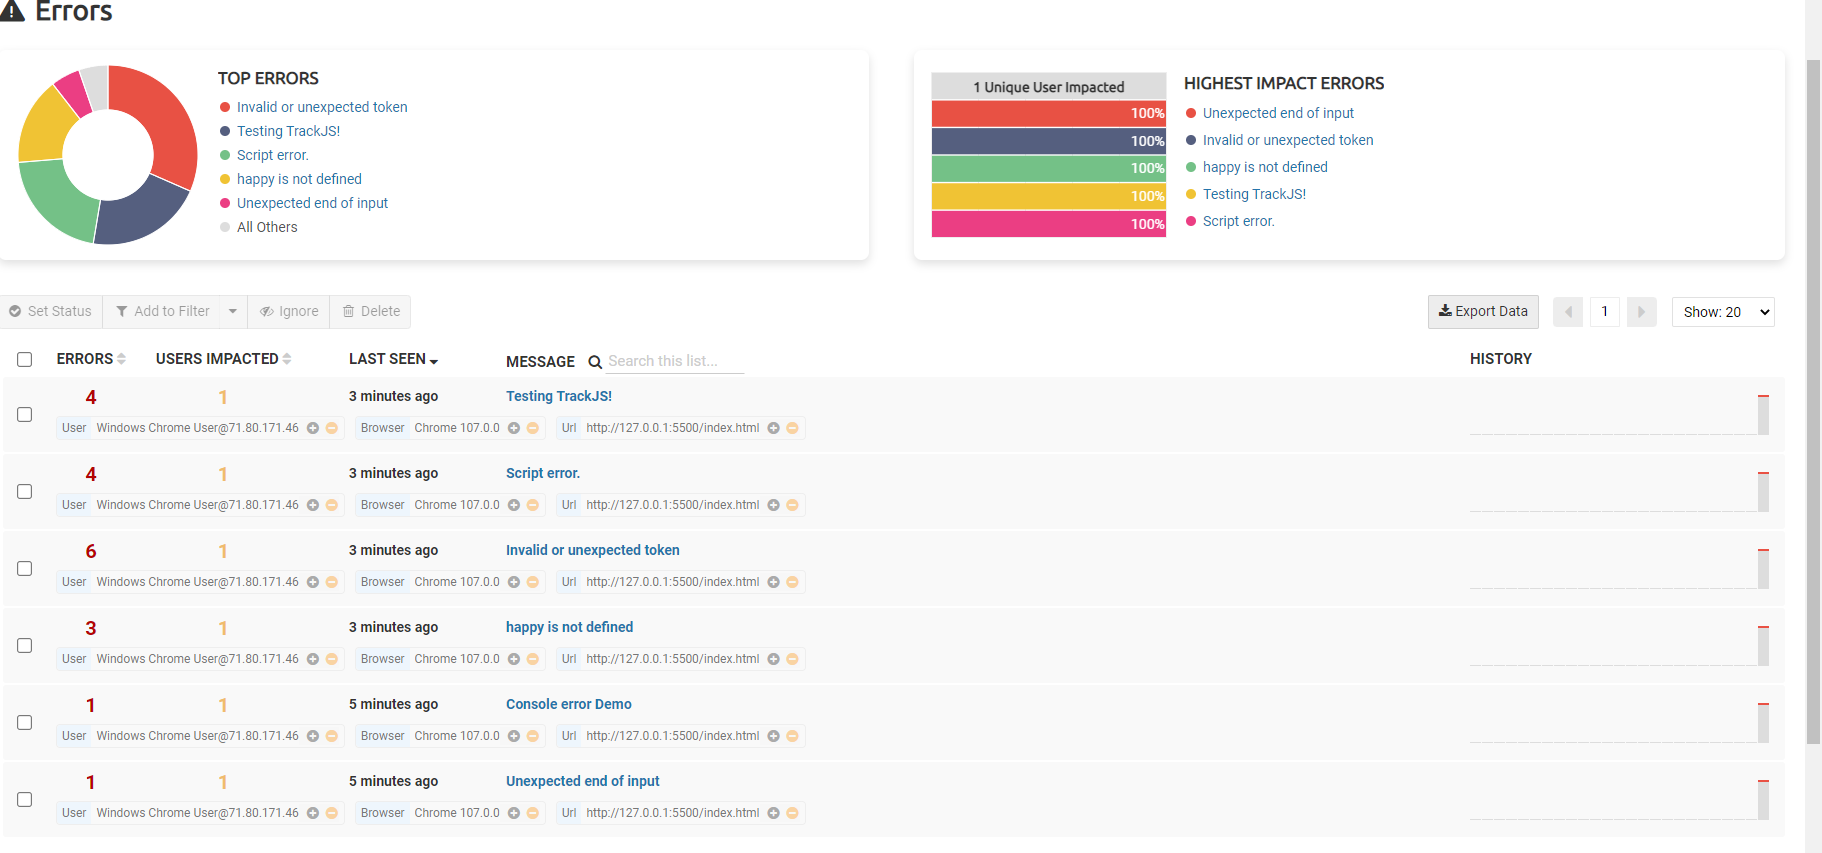 Errors
TOP ERRORS
Invalid or unexpected token
Testing TrackJS!
Script error.
happy is not defined
Unexpected end of input
All Others
1 Unique User Impacted
100%
100%
100%
100%
100%
HIGHEST IMPACT ERRORS
Unexpected end of input
Invalid or unexpected token
happy is not defined
Testing TrackJS!
Script error.
Set Status Add to Filter Ignore Delete Export Data 1 Show: 20
ERRORS USERS IMPACTED LAST SEEN MESSAGE Search this list... HISTORY
4 1 3 minutes ago Testing TrackJS!
User Windows Chrome User@71.80.171.46 Browser Chrome 107.0.0 Url http://127.0.0.1:5500/index.html
4 1 3 minutes ago Script error.
User Windows Chrome User@71.80.171.46 Browser Chrome 107.0.0 Url http://127.0.0.1:5500/index.html
6 1 3 minutes ago Invalid or unexpected token
User Windows Chrome User@71.80.171.46 Browser Chrome 107.0.0 Url http://127.0.0.1:5500/index.html
3 1 3 minutes ago happy is not defined
User Windows Chrome User@71.80.171.46 Browser Chrome 107.0.0 Url http://127.0.0.1:5500/index.html
1 1 5 minutes ago Console error Demo
User Windows Chrome User@71.80.171.46 Browser Chrome 107.0.0 Url http://127.0.0.1:5500/index.html
1 1 5 minutes ago Unexpected end of input
User Windows Chrome User@71.80.171.46 Browser Chrome 107.0.0 Url http://127.0.0.1:5500/index.html